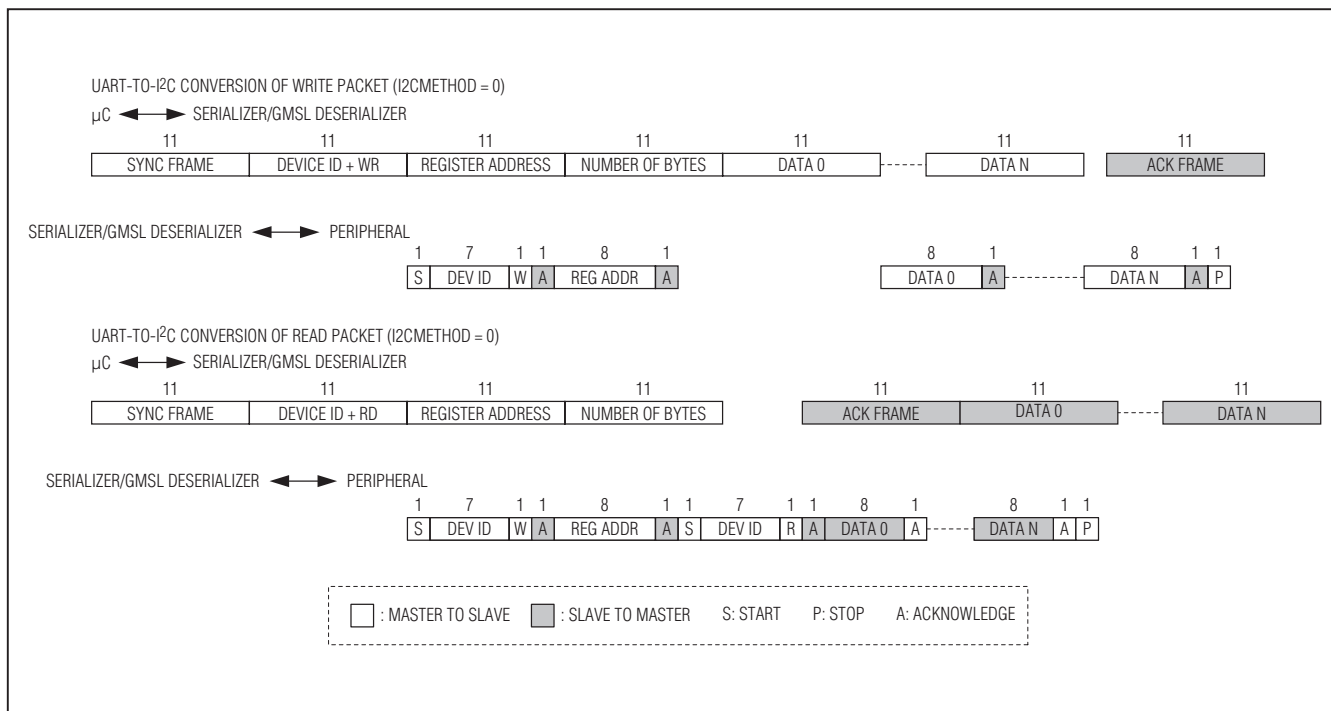 UART-TO-I2C CONVERSION OF WRITE PACKET (I2CMETHOD = 0)
µC SERIALIZER/GMSL DESERIALIZER
11 11 11 11 11 11 11
SYNC FRAME DEVICE ID + WR REGISTER ADDRESS NUMBER OF BYTES DATA 0 DATA N ACK FRAME
SERIALIZER/GMSL DESERIALIZER PERIPHERAL
1 7 1 1 8 1 8 1 8 1 1
S DEV ID W A REG ADDR A DATA 0 A DATA N A P
UART-TO-I2C CONVERSION OF READ PACKET (I2CMETHOD = 0)
µC SERIALIZER/GMSL DESERIALIZER
11 11 11 11 11 11 11
SYNC FRAME DEVICE ID + RD REGISTER ADDRESS NUMBER OF BYTES ACK FRAME DATA 0 DATA N
SERIALIZER/GMSL DESERIALIZER PERIPHERAL
1 7 1 1 8 1 1 7 1 1 8 1 8 1 1
S DEV ID W A REG ADDR A S DEV ID R A DATA 0 A DATA N A P
: MASTER TO SLAVE : SLAVE TO MASTER S: START P: STOP A: ACKNOWLEDGE